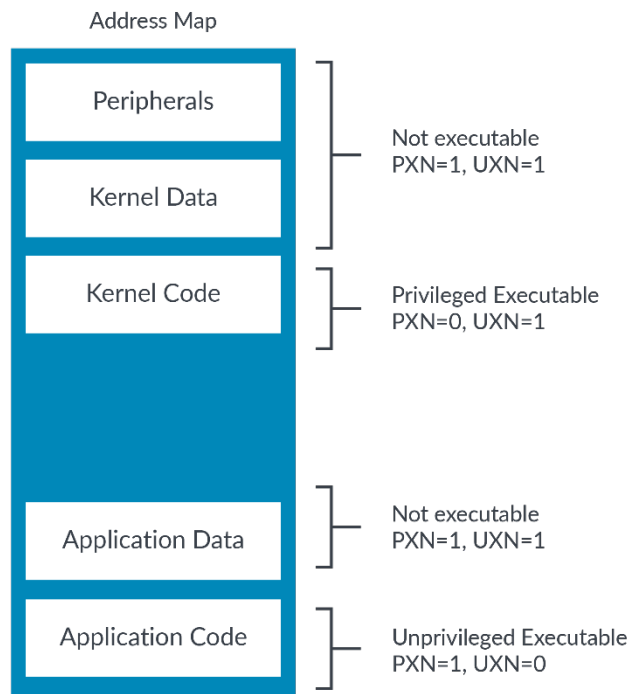 Address Map
Peripherals
Not executable
PXN=1, UXN=1
Kernel Data
Kernel Code
Privileged Executable
PXN=0, UXN=1
Application Data
Not executable
PXN=1, UXN=1
Application Code
Unprivileged Executable
PXN=1, UXN=0